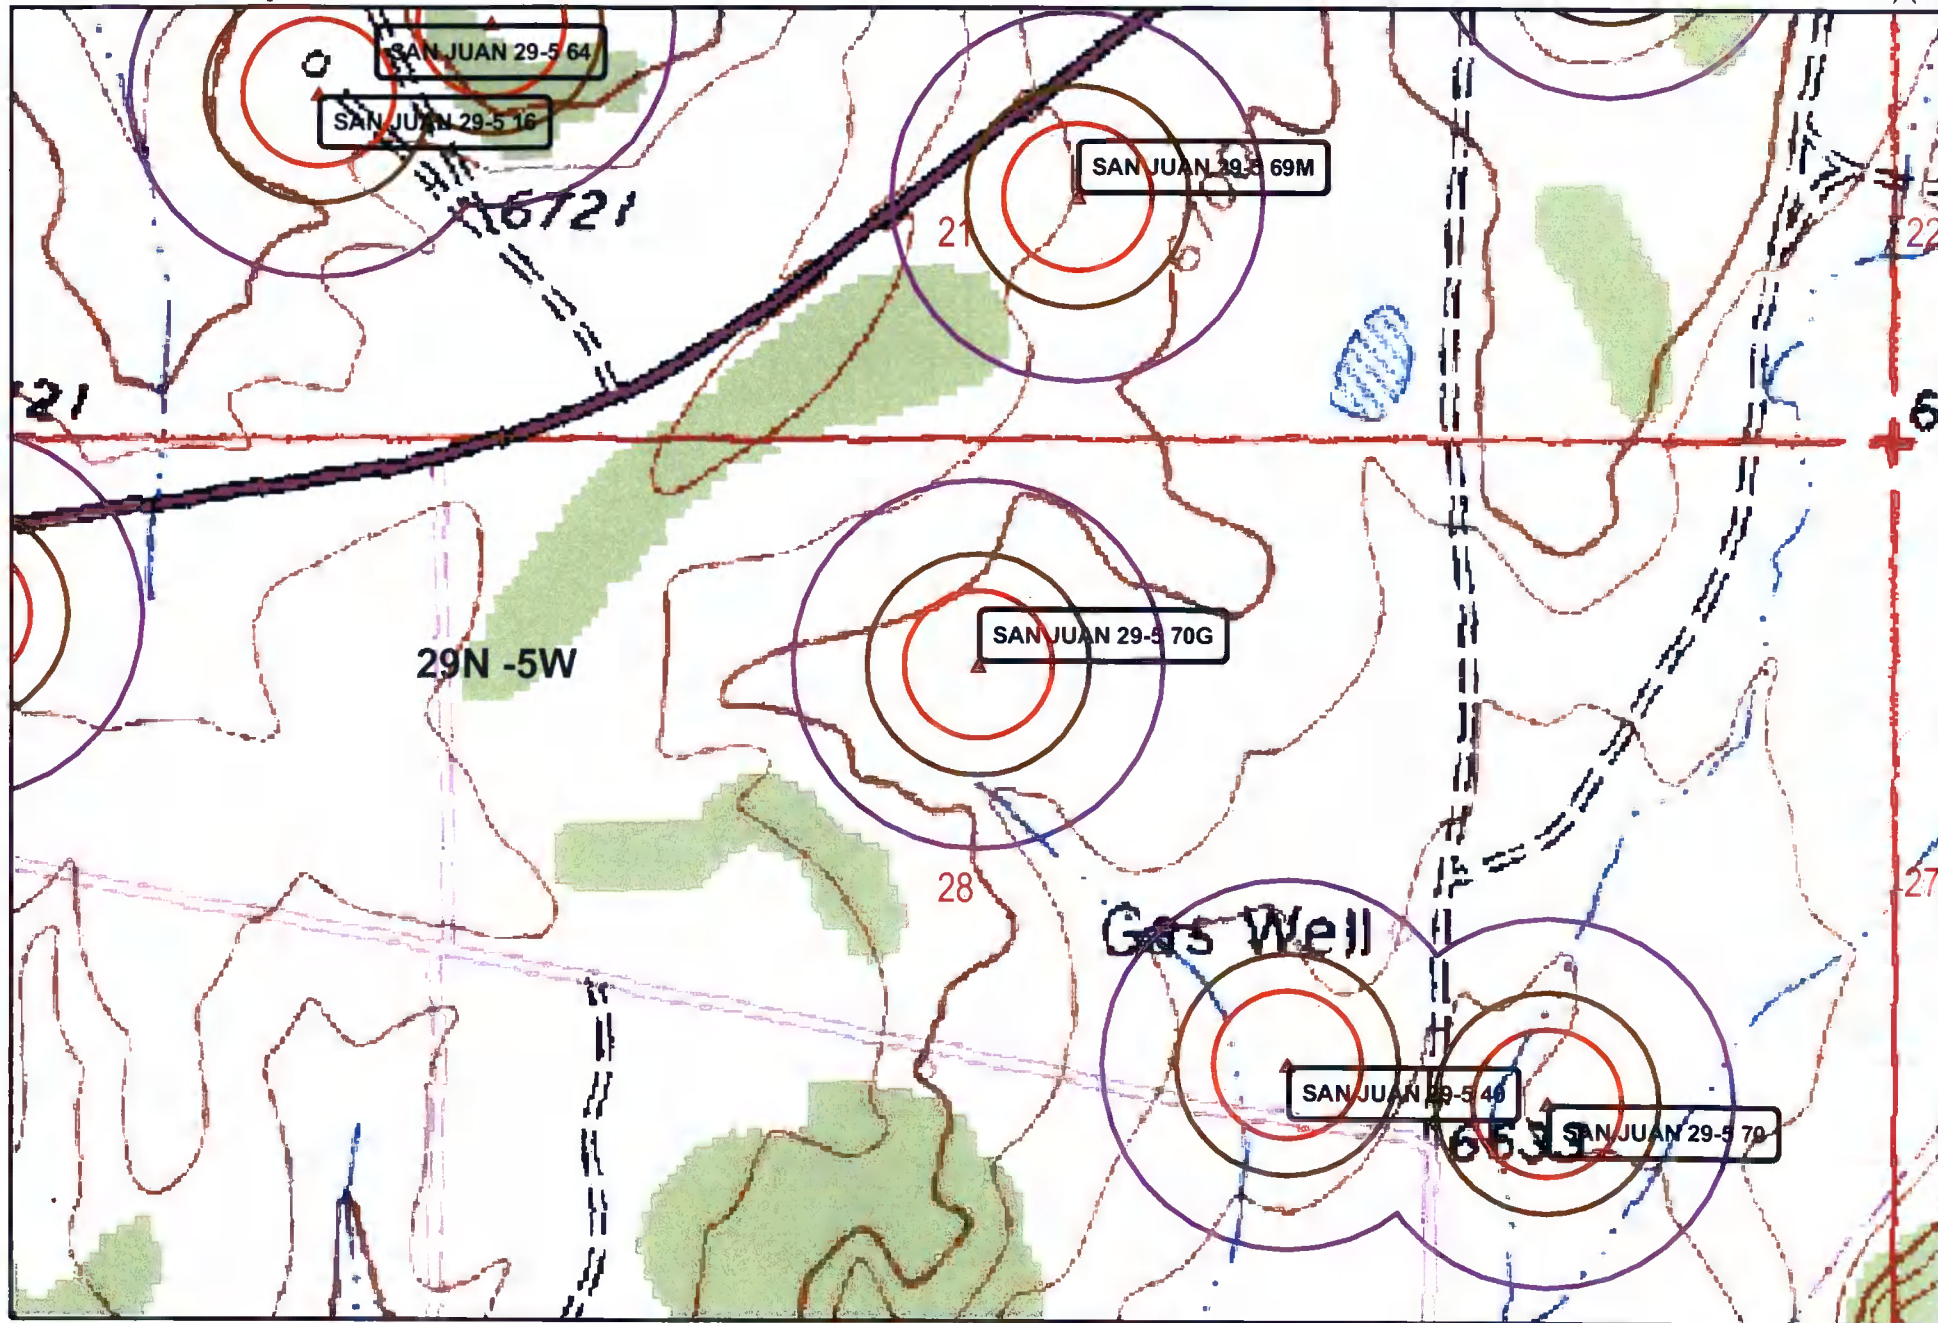 SAN JUAN 29-5 64
SAN JUAN 29-5 16
6721
SAN JUAN 29-5 69M
21
22
21
6
SAN JUAN 29-5 70G
29N -5W
28
27
Gas Well
SAN JUAN 29-5 40
SAN JUAN 29-5 70